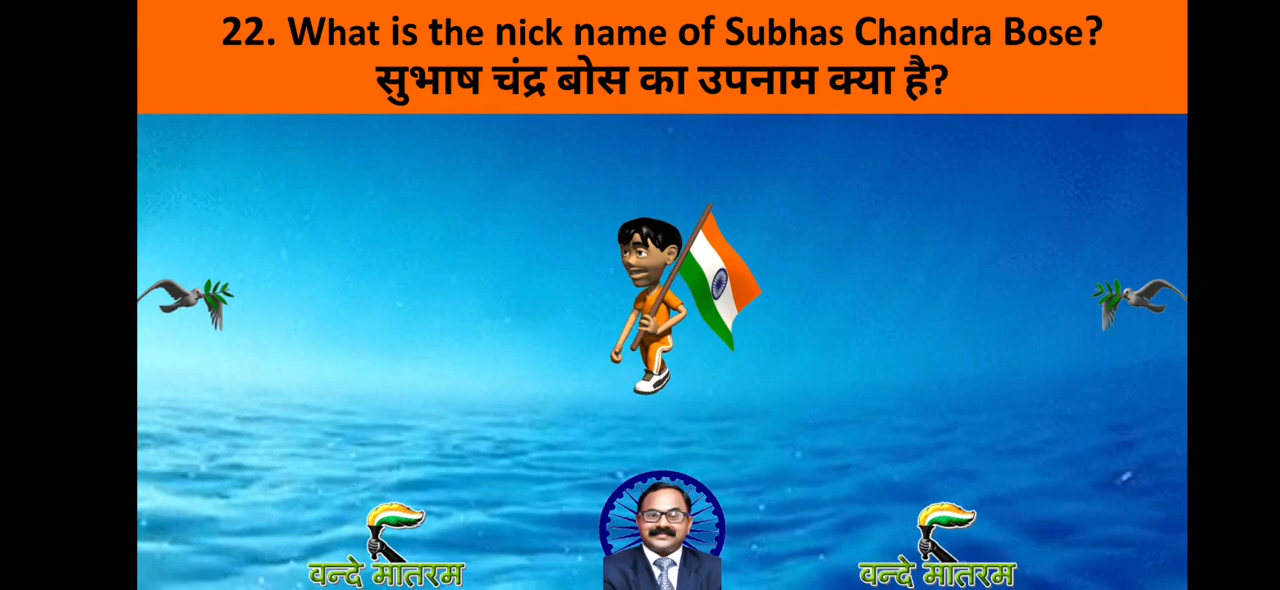 22. What is the nick name of Subhas Chandra Bose?
सुभाष चंद्र बोस का उपनाम क्या है?
वन्दे मातरम
वन्दे मातरम